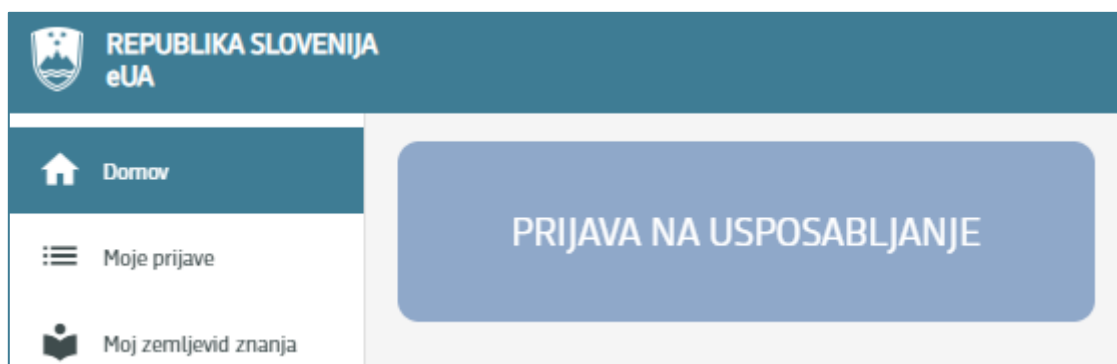 REPUBLIKA SLOVENIJA
eUA
Domov
Moje prijave
Moj zemljevid znanja
PRIJAVA NA USPOSABLJANJE